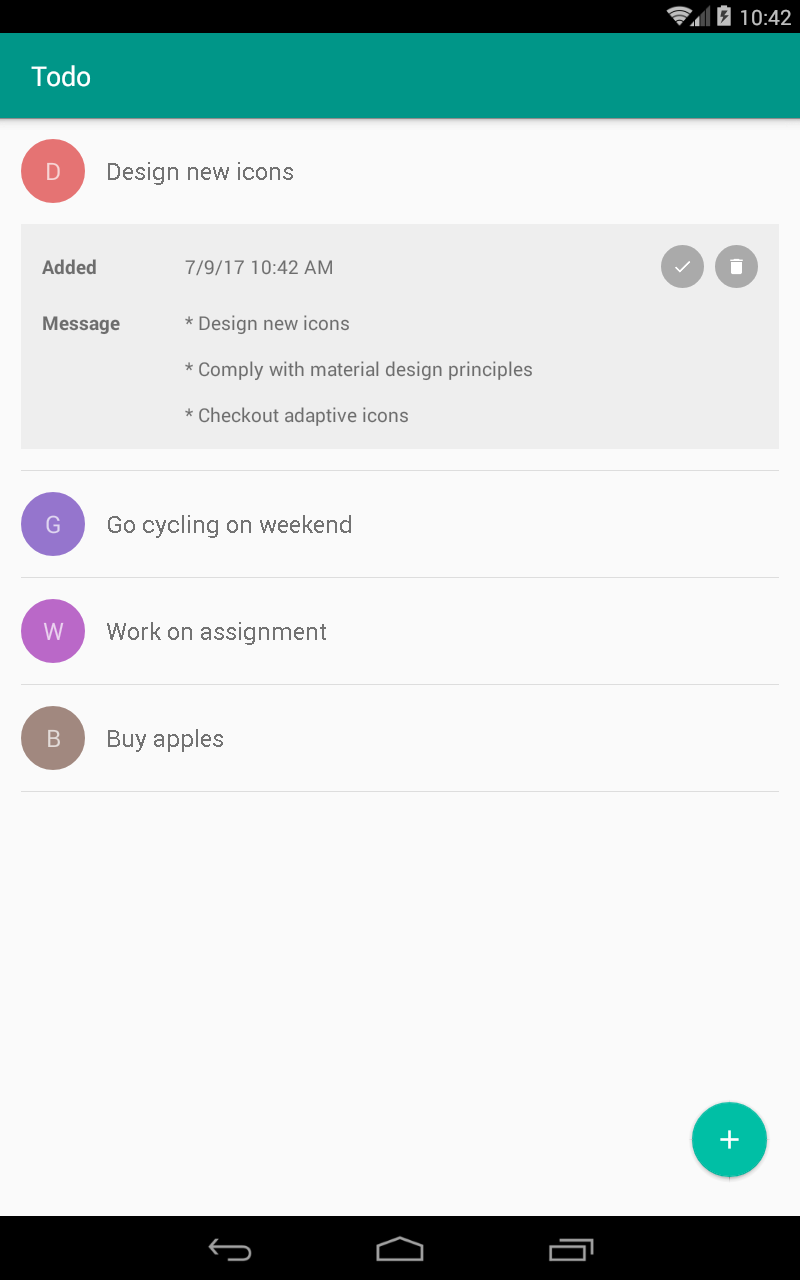 10:42
Todo
D Design new icons
Added 7/9/17 10:42 AM
Message * Design new icons
* Comply with material design principles
* Checkout adaptive icons
G Go cycling on weekend
W Work on assignment
B Buy apples
+